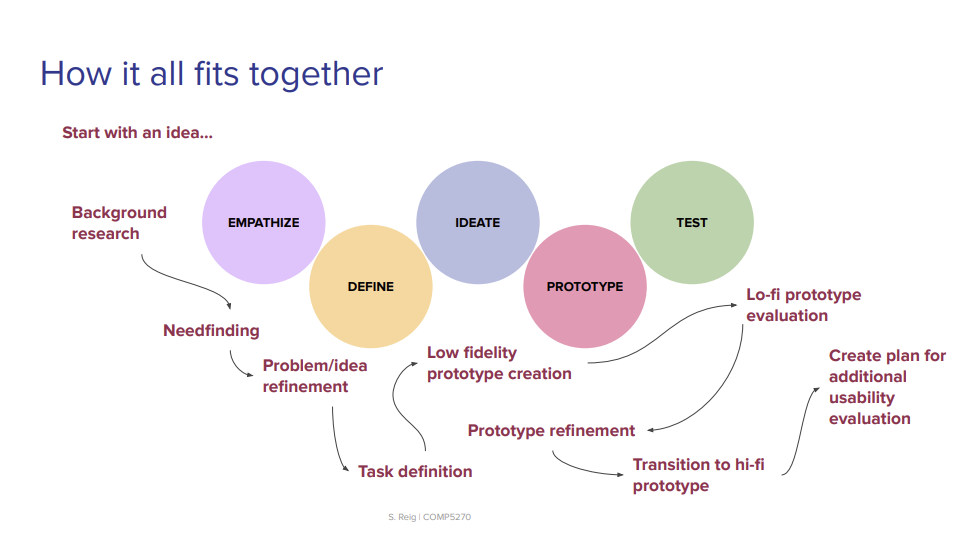 How it all fits together
Start with an idea...
Background
research
EMPATHIZE
IDEATE
TEST
DEFINE
PROTOTYPE
Needfinding
Problem/idea
refinement
Task definition
Low fidelity
prototype creation
Lo-fi prototype
evaluation
Prototype refinement
Transition to hi-fi
prototype
Create plan for
additional
usability
evaluation
S. Reig | COMP5270